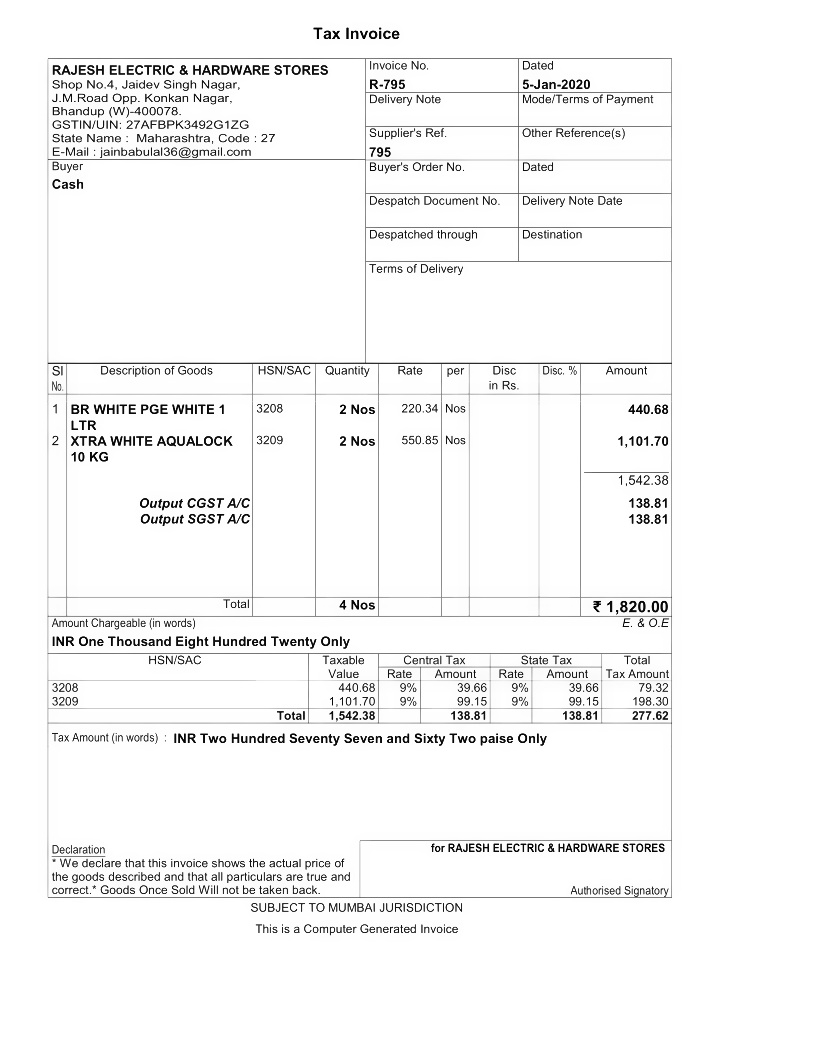 Tax Invoice
RAJESH ELECTRIC & HARDWARE STORES
Shop No.4, Jaidev Singh Nagar,
J.M.Road Opp. Konkan Nagar,
Bhandup (W)-400078.
GSTIN/UIN: 27AFBPK3492G1ZG
State Name : Maharashtra, Code : 27
E-Mail : jainbabulal36@gmail.com
Invoice No. Dated
R-795 5-Jan-2020
Delivery Note Mode/Terms of Payment
Supplier's Ref. Other Reference(s)
795
Buyer
Cash
Buyer's Order No. Dated
Despatch Document No. Delivery Note Date
Despatched through Destination
Terms of Delivery
Sl Description of Goods HSN/SAC Quantity Rate per Disc Disc. % Amount
No. in Rs.
1 BR WHITE PGE WHITE 1 3208 2 Nos 220.34 Nos 440.68
LTR
2 XTRA WHITE AQUALOCK 3209 2 Nos 550.85 Nos 1,101.70
10 KG
1,542.38
Output CGST A/C 138.81
Output SGST A/C 138.81
Total 4 Nos ₹ 1,820.00
Amount Chargeable (in words) E. & O.E
INR One Thousand Eight Hundred Twenty Only
HSN/SAC Taxable Central Tax State Tax Total
Value Rate Amount Rate Amount Tax Amount
3208 440.68 9% 39.66 9% 39.66 79.32
3209 1,101.70 9% 99.15 9% 99.15 198.30
Total 1,542.38 138.81 138.81 277.62
Tax Amount (in words) : INR Two Hundred Seventy Seven and Sixty Two paise Only
Declaration
* We declare that this invoice shows the actual price of
the goods described and that all particulars are true and
correct.* Goods Once Sold Will not be taken back.
for RAJESH ELECTRIC & HARDWARE STORES
Authorised Signatory
SUBJECT TO MUMBAI JURISDICTION
This is a Computer Generated Invoice